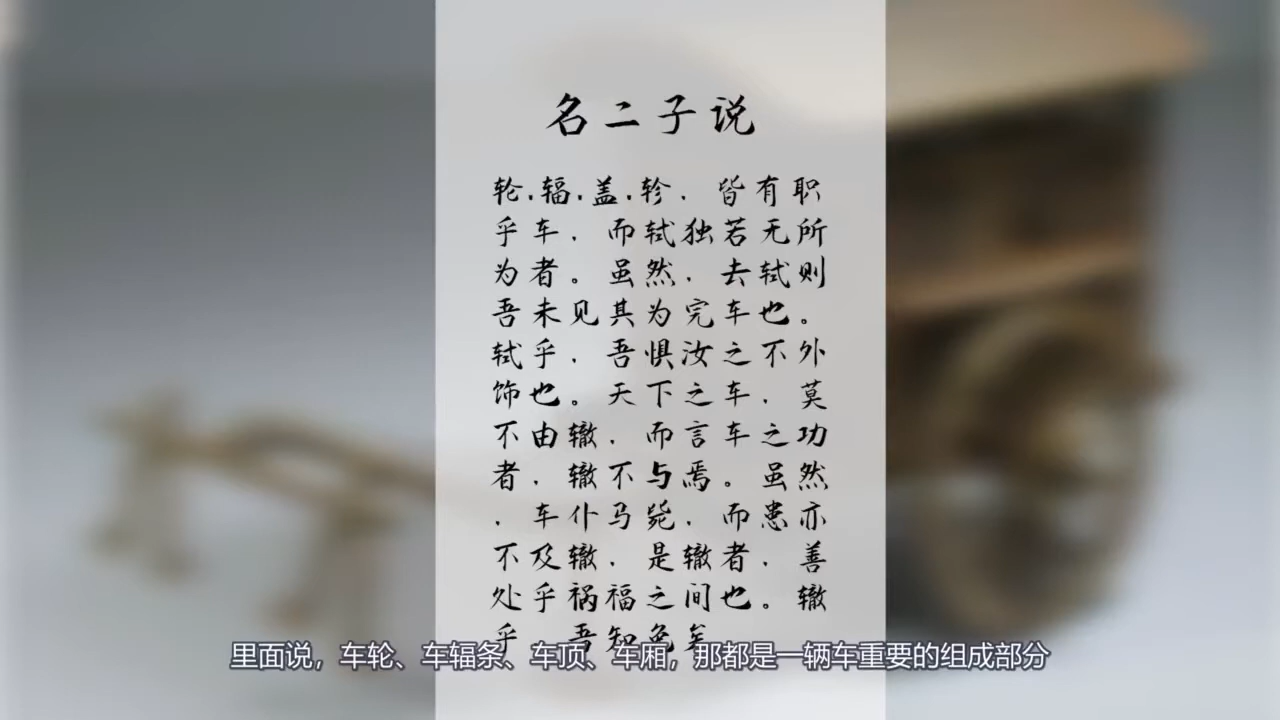 名二子说
轮.辐.盖.轸，皆有职
乎车，而轼独若无所
为者。虽然，去轼则
吾未见其为完车也。
轼乎，吾惧汝之不外
饰也。天下之车，莫
不由辙，而言车之功
者，辙不与焉。虽然
，车仆马毙，而患亦
不及辙，是辙者，善
处乎祸福之间也。辙
乎，吾知免矣
里面说，车轮、车辐条、车顶、车厢，那都是一辆车重要的组成部分